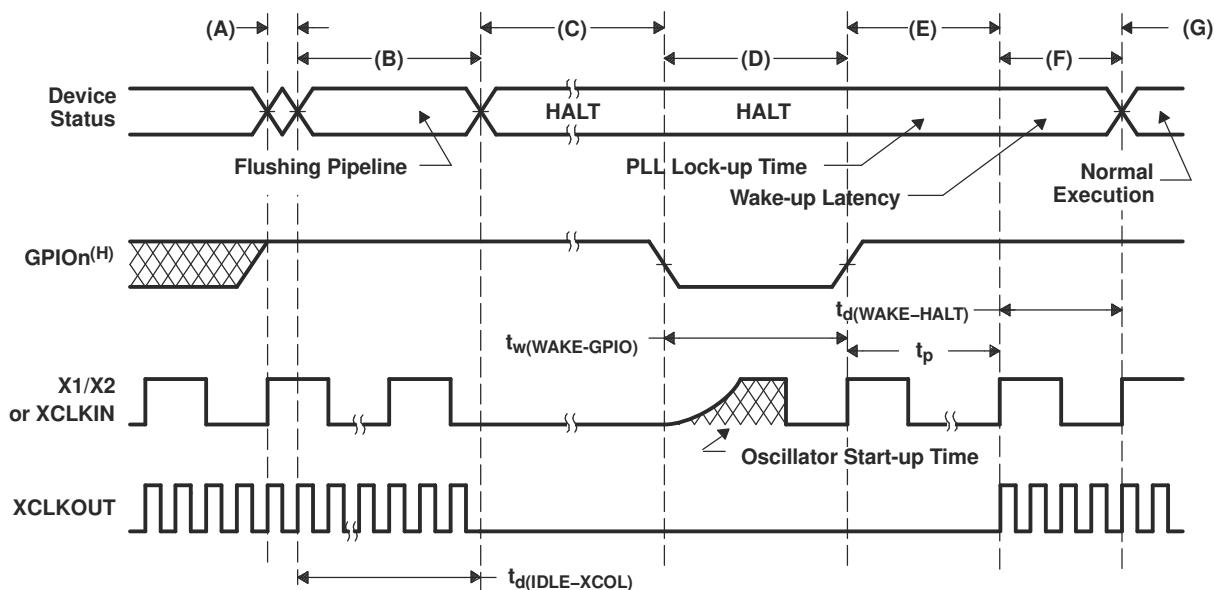 (A)
(C)
(E)
(G)
(B)
(D)
(F)
Device
Status
HALT
HALT
Flushing Pipeline
PLL Lock-up Time
Wake-up Latency
Normal
Execution
GPIOn(H)
td(WAKE−HALT)
tw(WAKE-GPIO)
tp
X1/X2
or XCLKIN
Oscillator Start-up Time
XCLKOUT
td(IDLE−XCOL)